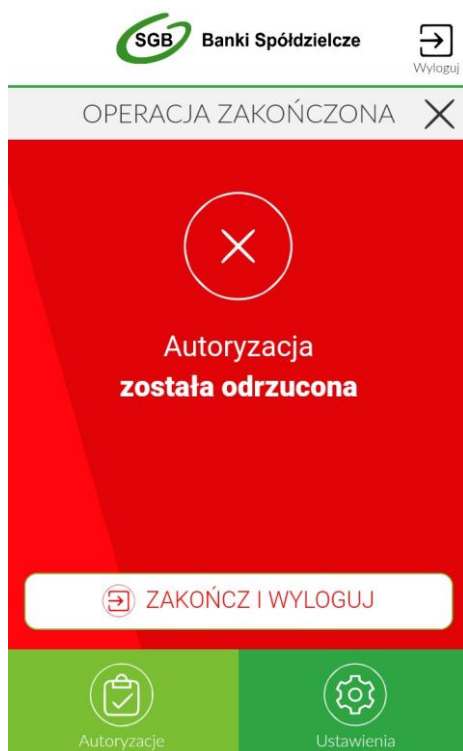 SGB Banki Spółdzielcze
Wyloguj
OPERACJA ZAKOŃCZONA
Autoryzacja
została odrzucona
ZAKOŃCZ I WYLOGUJ
Autoryzacje
Ustawienia